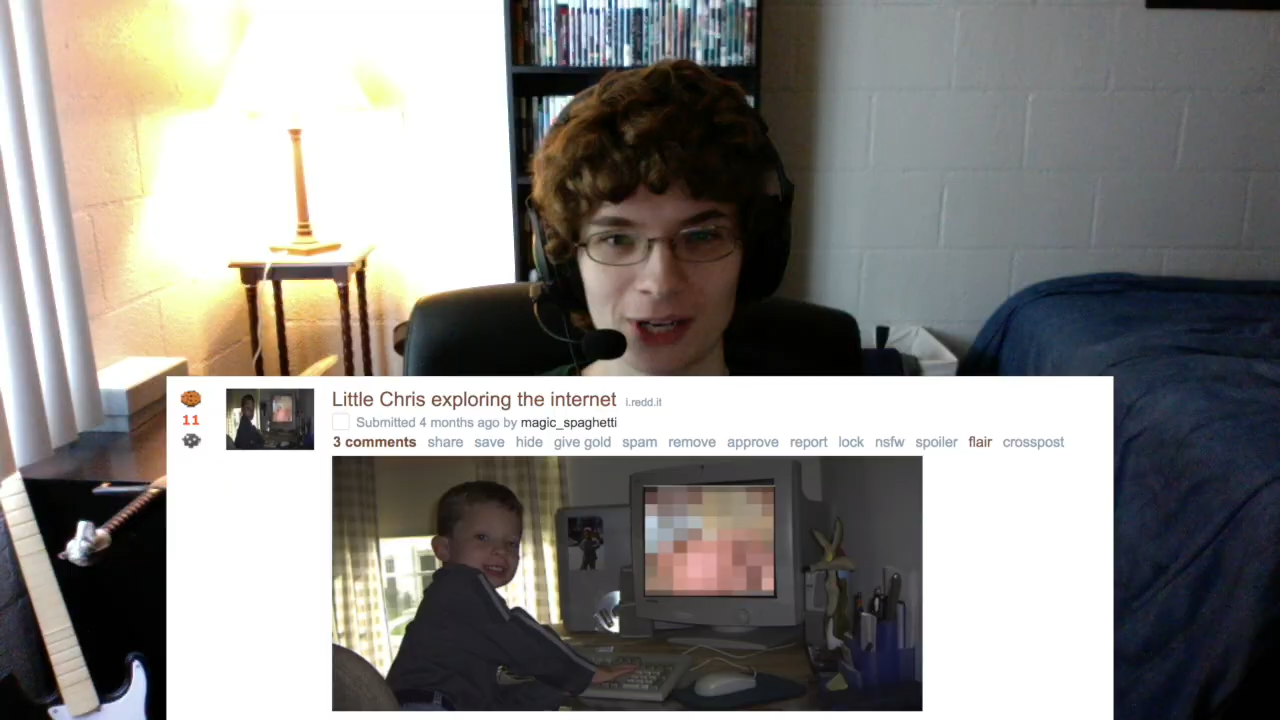 Little Chris exploring the internet i.redd.it
11
Submitted 4 months ago by magic_spaghetti
3 comments share save hide give gold spam remove approve report lock nsfw spoiler flair crosspost